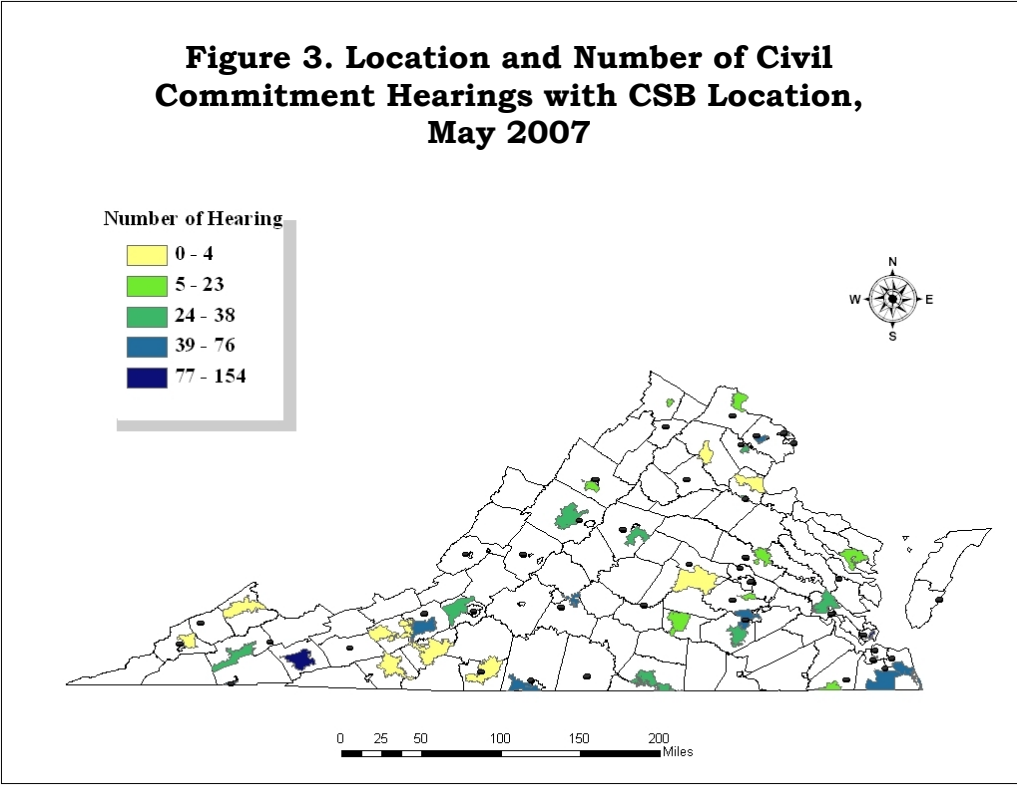 Figure 3. Location and Number of Civil
Commitment Hearings with CSB Location,
May 2007
Number of Hearing
0 - 4
5 - 23
24 - 38
39 - 76
77 - 154
N
W E
S
0 25 50 100 150 200
Miles